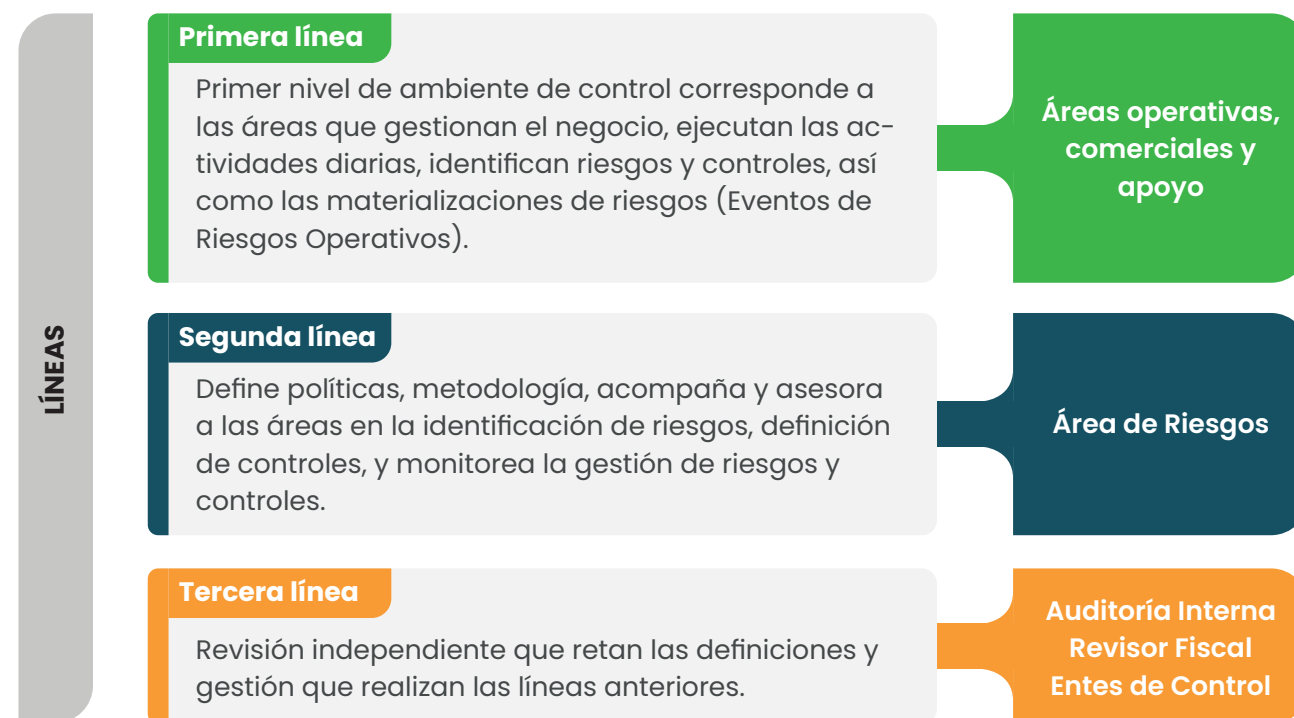 LÍNEAS
Primera línea
Primer nivel de ambiente de control corresponde a
las áreas que gestionan el negocio, ejecutan las ac-
tividades diarias, identifican riesgos y controles, así
como las materializaciones de riesgos (Eventos de
Riesgos Operativos).
Áreas operativas,
comerciales y
apoyo
Segunda línea
Define políticas, metodología, acompaña y asesora
a las áreas en la identificación de riesgos, definición
de controles, y monitorea la gestión de riesgos y
controles.
Área de Riesgos
Tercera línea
Revisión independiente que retan las definiciones y
gestión que realizan las líneas anteriores.
Auditoría Interna
Revisor Fiscal
Entes de Control